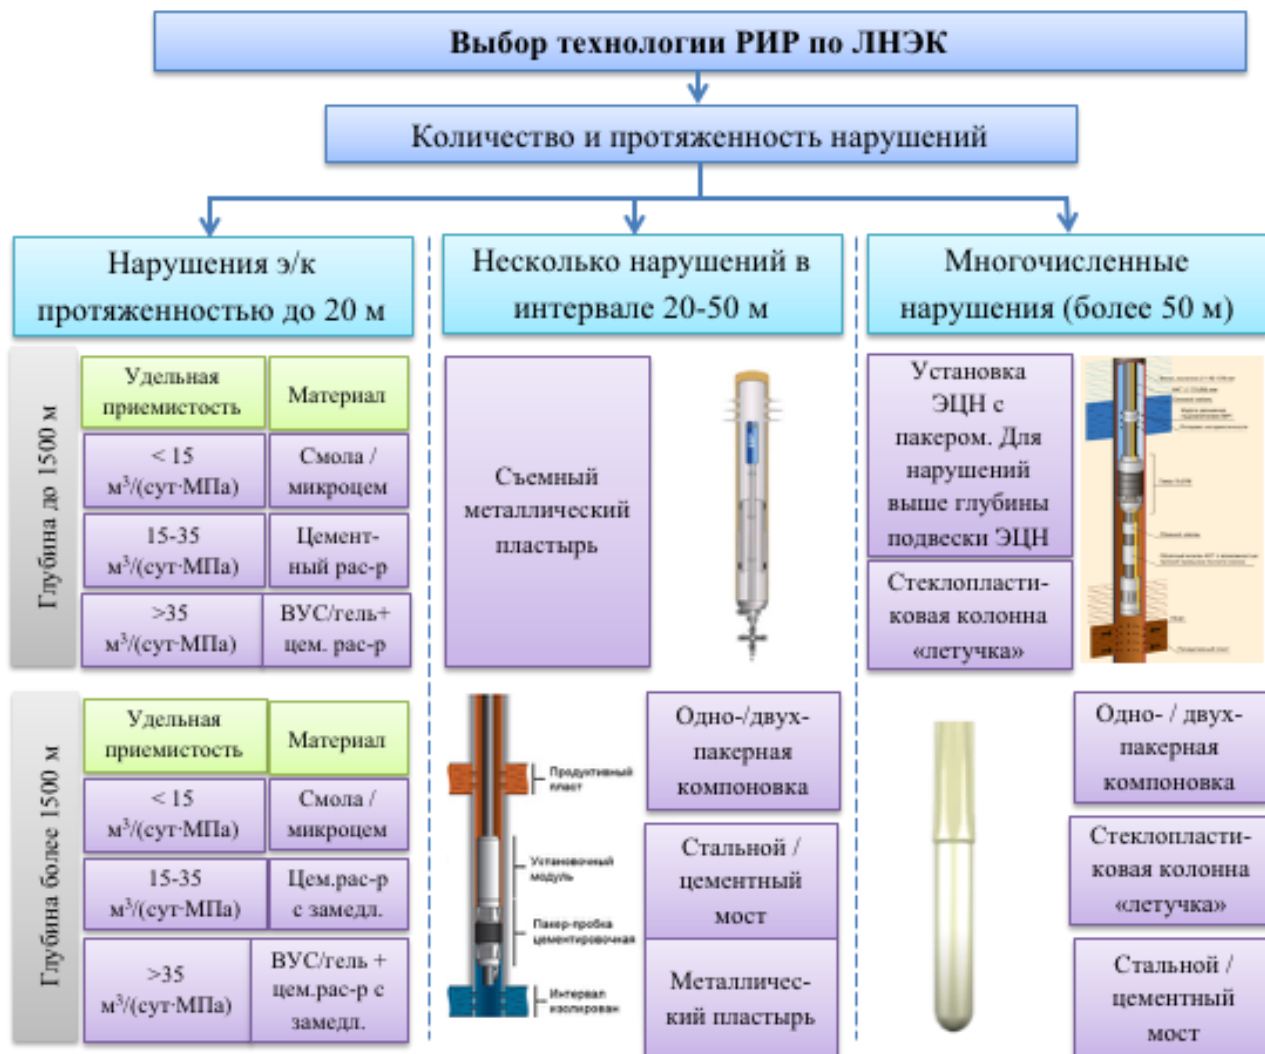 Выбор технологии РИР по ЛНЭК
Количество и протяженность нарушений
Нарушения э/к
протяженностью до 20 м
Несколько нарушений в
интервале 20-50 м
Многочисленные
нарушения (более 50 м)
Глубина до 1500 м
Удельная
приемистость
Материал
< 15
м³/(сут·МПа)
Смола /
микроцем
15-35
м³/(сут·МПа)
Цемент-
ный рас-р
>35
м³/(сут·МПа)
ВУС/гель+
цем. рас-р
Съемный
металлический
пластырь
Установка
ЭЦН с
пакером. Для
нарушений
выше глубины
подвески ЭЦН
Стеклопласти-
ковая колонна
«летучка»
Глубина более 1500 м
Удельная
приемистость
Материал
< 15
м³/(сут·МПа)
Смола /
микроцем
15-35
м³/(сут·МПа)
Цем.рас-р
с замедл.
>35
м³/(сут·МПа)
ВУС/гель +
цем.рас-р с
замедл.
Продуктивный
пласт
Установочный
модуль
Пакер-пробка
цементировочная
Интервал
изолирован
Одно-/двух-
пакерная
компоновка
Стальной /
цементный
мост
Металличес-
кий пластырь
Одно- / двух-
пакерная
компоновка
Стеклопласти-
ковая колонна
«летучка»
Стальной /
цементный
мост